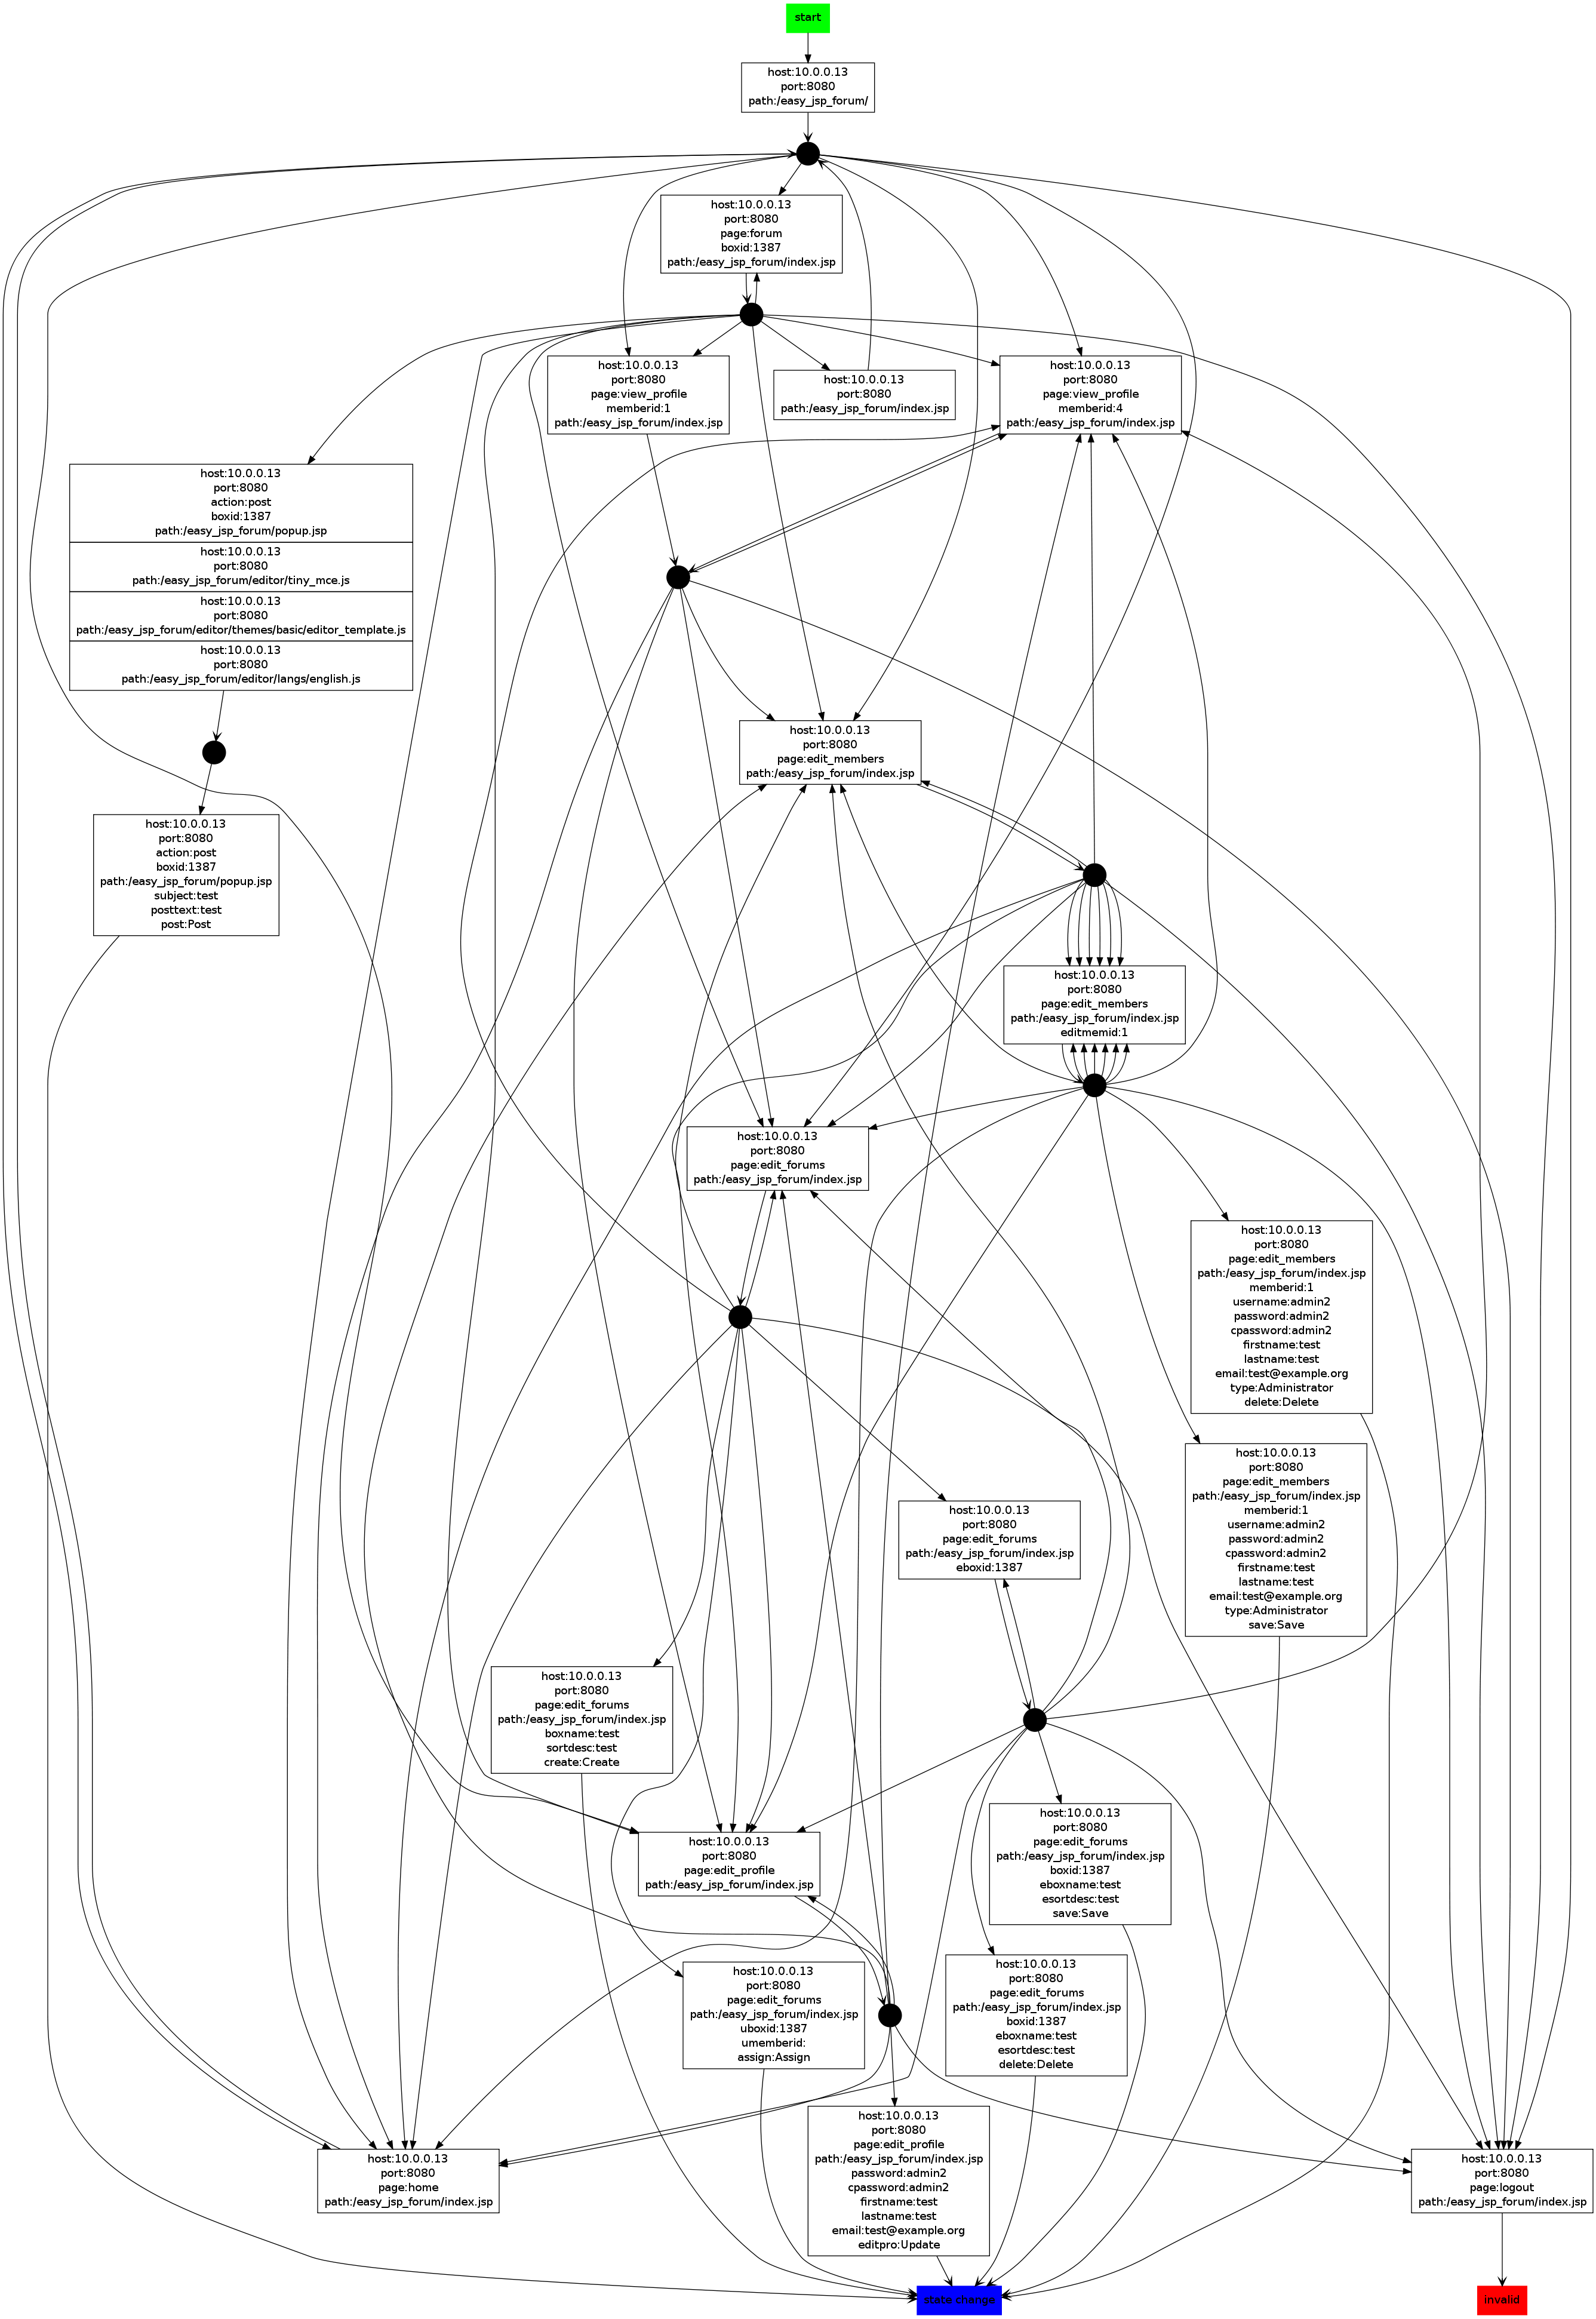 start
host:10.0.0.13
port:8080
path:/easy_jsp_forum/
host:10.0.0.13
port:8080
page:forum
boxid:1387
path:/easy_jsp_forum/index.jsp
host:10.0.0.13
port:8080
page:view_profile
memberid:1
path:/easy_jsp_forum/index.jsp
host:10.0.0.13
port:8080
path:/easy_jsp_forum/index.jsp
host:10.0.0.13
port:8080
page:view_profile
memberid:4
path:/easy_jsp_forum/index.jsp
host:10.0.0.13
port:8080
action:post
boxid:1387
path:/easy_jsp_forum/popup.jsp
host:10.0.0.13
port:8080
path:/easy_jsp_forum/editor/tiny_mce.js
host:10.0.0.13
port:8080
path:/easy_jsp_forum/editor/themes/basic/editor_template.js
host:10.0.0.13
port:8080
path:/easy_jsp_forum/editor/langs/english.js
host:10.0.0.13
port:8080
page:edit_members
path:/easy_jsp_forum/index.jsp
host:10.0.0.13
port:8080
action:post
boxid:1387
path:/easy_jsp_forum/popup.jsp
subject:test
posttext:test
post:Post
host:10.0.0.13
port:8080
page:edit_members
path:/easy_jsp_forum/index.jsp
editmemid:1
host:10.0.0.13
port:8080
page:edit_forums
path:/easy_jsp_forum/index.jsp
host:10.0.0.13
port:8080
page:edit_members
path:/easy_jsp_forum/index.jsp
memberid:1
username:admin2
password:admin2
cpassword:admin2
firstname:test
lastname:test
email:test@example.org
type:Administrator
delete:Delete
host:10.0.0.13
port:8080
page:edit_members
path:/easy_jsp_forum/index.jsp
memberid:1
username:admin2
password:admin2
cpassword:admin2
firstname:test
lastname:test
email:test@example.org
type:Administrator
save:Save
host:10.0.0.13
port:8080
page:edit_forums
path:/easy_jsp_forum/index.jsp
eboxid:1387
host:10.0.0.13
port:8080
page:edit_forums
path:/easy_jsp_forum/index.jsp
boxname:test
sortdesc:test
create:Create
host:10.0.0.13
port:8080
page:edit_forums
path:/easy_jsp_forum/index.jsp
boxid:1387
eboxname:test
esortdesc:test
save:Save
host:10.0.0.13
port:8080
page:edit_profile
path:/easy_jsp_forum/index.jsp
host:10.0.0.13
port:8080
page:edit_forums
path:/easy_jsp_forum/index.jsp
boxid:1387
eboxname:test
esortdesc:test
delete:Delete
host:10.0.0.13
port:8080
page:edit_forums
path:/easy_jsp_forum/index.jsp
uboxid:1387
umemberid:
assign:Assign
host:10.0.0.13
port:8080
page:edit_profile
path:/easy_jsp_forum/index.jsp
password:admin2
cpassword:admin2
firstname:test
lastname:test
email:test@example.org
editpro:Update
host:10.0.0.13
port:8080
page:home
path:/easy_jsp_forum/index.jsp
host:10.0.0.13
port:8080
page:logout
path:/easy_jsp_forum/index.jsp
state change
invalid